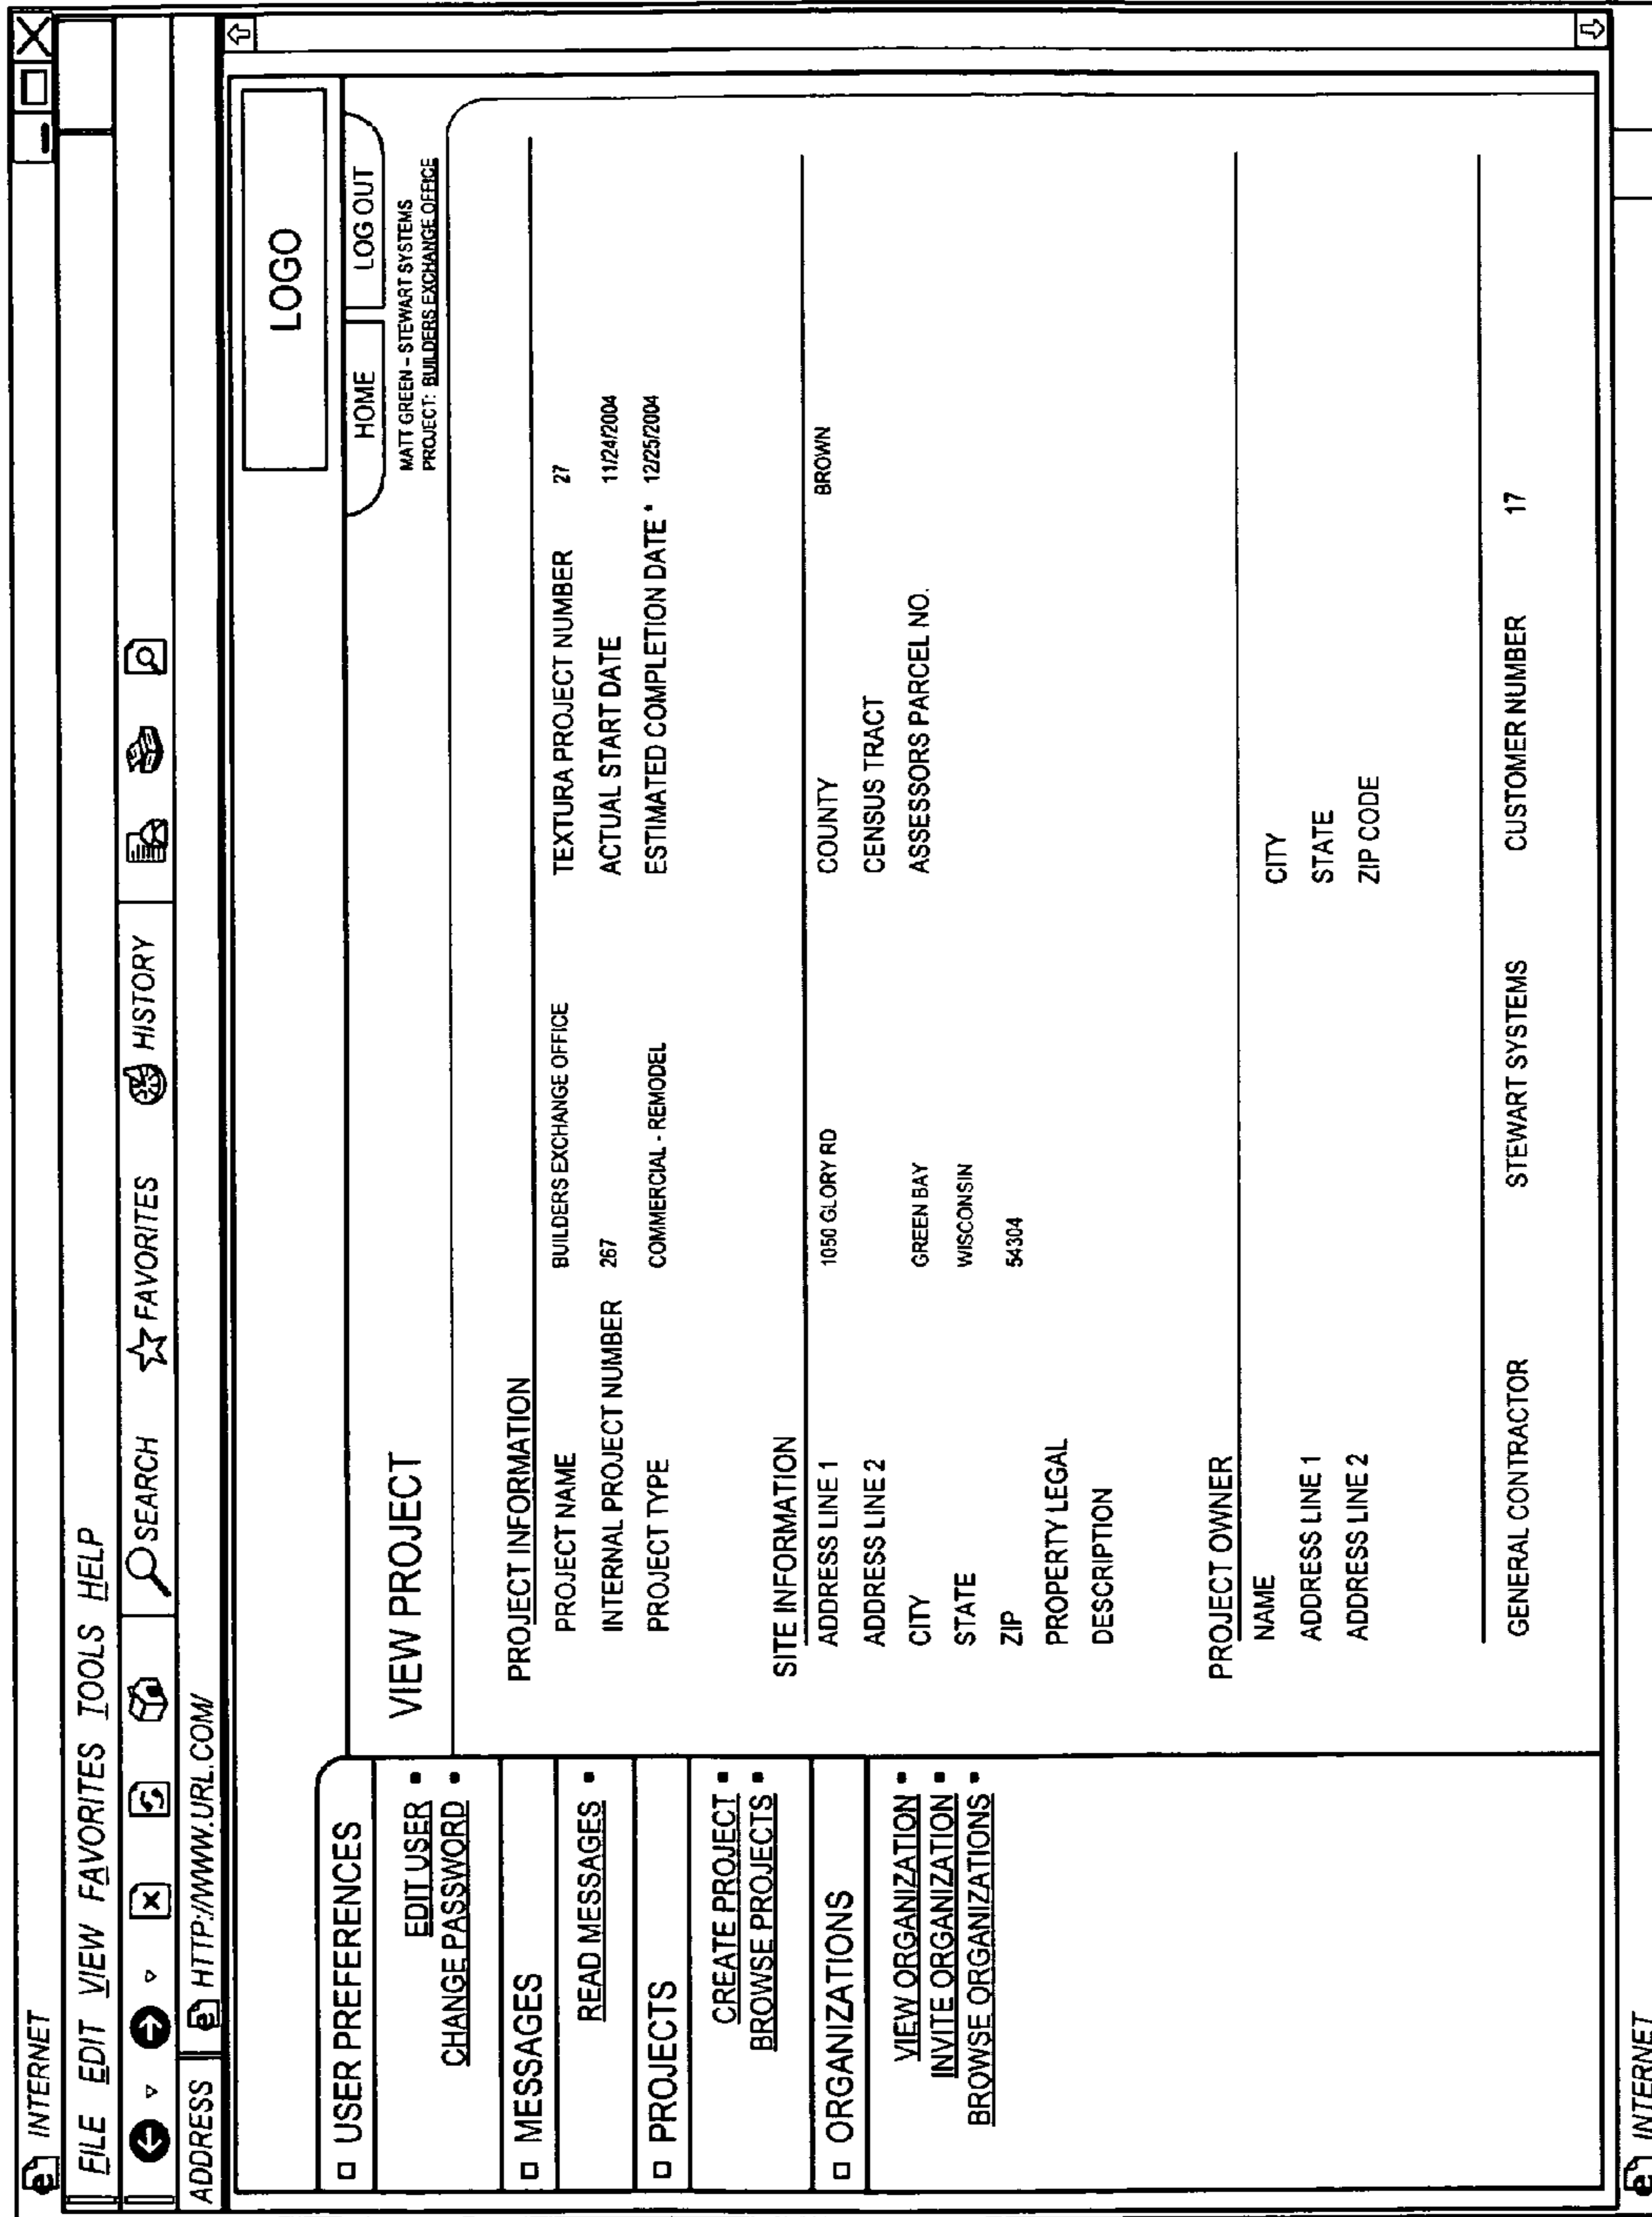 INTERNET
FILE EDIT VIEW FAVORITES TOOLS HELP
SEARCH FAVORITES HISTORY
ADDRESS HTTP://WWW.URL.COM/
LOGO
HOME LOG OUT
USER PREFERENCES
EDIT USER
CHANGE PASSWORD
MESSAGES
READ MESSAGES
PROJECTS
CREATE PROJECT
BROWSE PROJECTS
ORGANIZATIONS
VIEW ORGANIZATION
INVITE ORGANIZATION
BROWSE ORGANIZATIONS
VIEW PROJECT
MATT GREEN – STEWART SYSTEMS
PROJECT: BUILDERS EXCHANGE OFFICE
PROJECT INFORMATION
PROJECT NAME BUILDERS EXCHANGE OFFICE TEXTURA PROJECT NUMBER 27
INTERNAL PROJECT NUMBER 267 ACTUAL START DATE 11/24/2004
PROJECT TYPE COMMERCIAL - REMODEL ESTIMATED COMPLETION DATE * 12/25/2004
SITE INFORMATION
ADDRESS LINE 1 1050 GLORY RD COUNTY BROWN
ADDRESS LINE 2 CENSUS TRACT
CITY GREEN BAY ASSESSORS PARCEL NO.
STATE WISCONSIN
ZIP 54304
PROPERTY LEGAL
DESCRIPTION
PROJECT OWNER
NAME CITY
ADDRESS LINE 1 STATE
ADDRESS LINE 2 ZIP CODE
GENERAL CONTRACTOR STEWART SYSTEMS CUSTOMER NUMBER 17
INTERNET